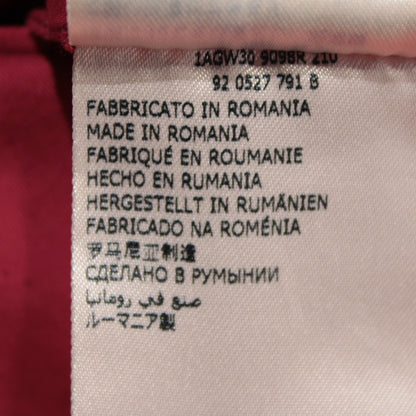 1AGW30 9098R 210
92 0527 791 B
FABBRICATO IN ROMANIA
MADE IN ROMANIA
FABRIQUÉ EN ROUMANIE
HECHO EN RUMANIA
HERGESTELLT IN RUMÄNIEN
FABRICADO NA ROMÉNIA
罗马尼亚制造
СДЕЛАНО В РУМЫНИИ
صنع في رومانيا
ルーマニア製